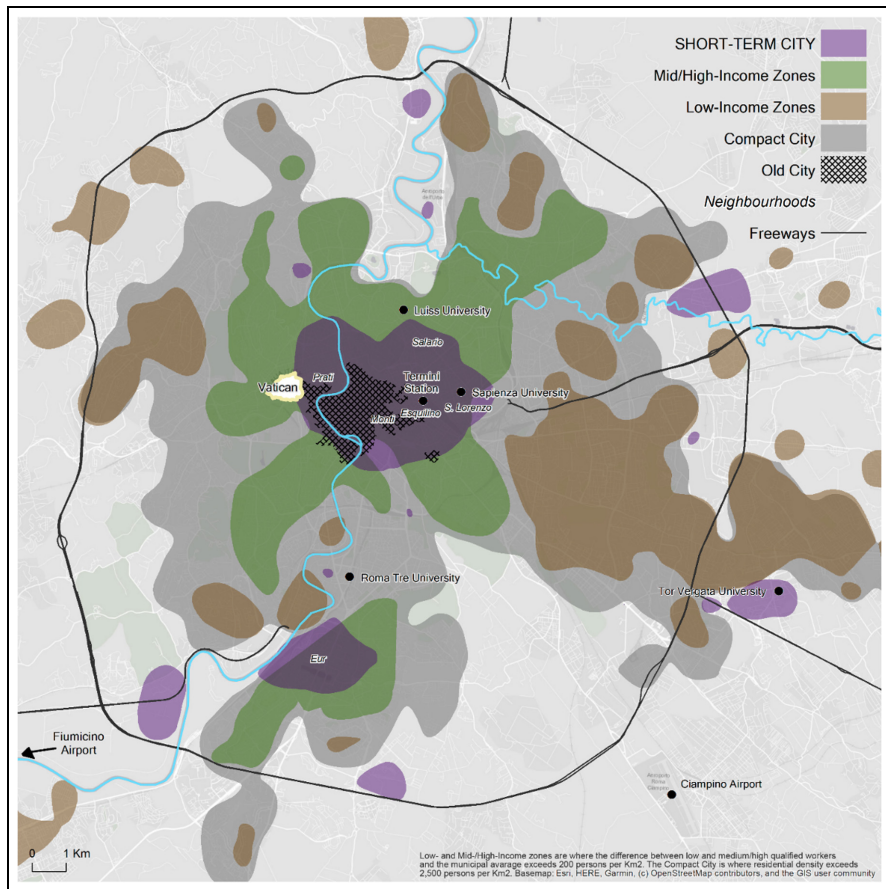 SHORT-TERM CITY
Mid/High-Income Zones
Low-Income Zones
Compact City
Old City
Neighbourhoods
Freeways
Luiss University
Salario
Vatican
Prati
Termini
Station
Sapienza University
Monti
Esquilino
S. Lorenzo
Roma Tre University
Tor Vergata University
Eur
Fiumicino
Airport
Ciampino Airport
0 1 Km
Low- and Mid-/High-Income zones are where the difference between low and medium/high qualified workers
and the municipal avarage exceeds 200 persons per Km2. The Compact City is where residential density exceeds
2,500 persons per Km2. Basemap: Esri, HERE, Garmin, (c) OpenStreetMap contributors, and the GIS user community